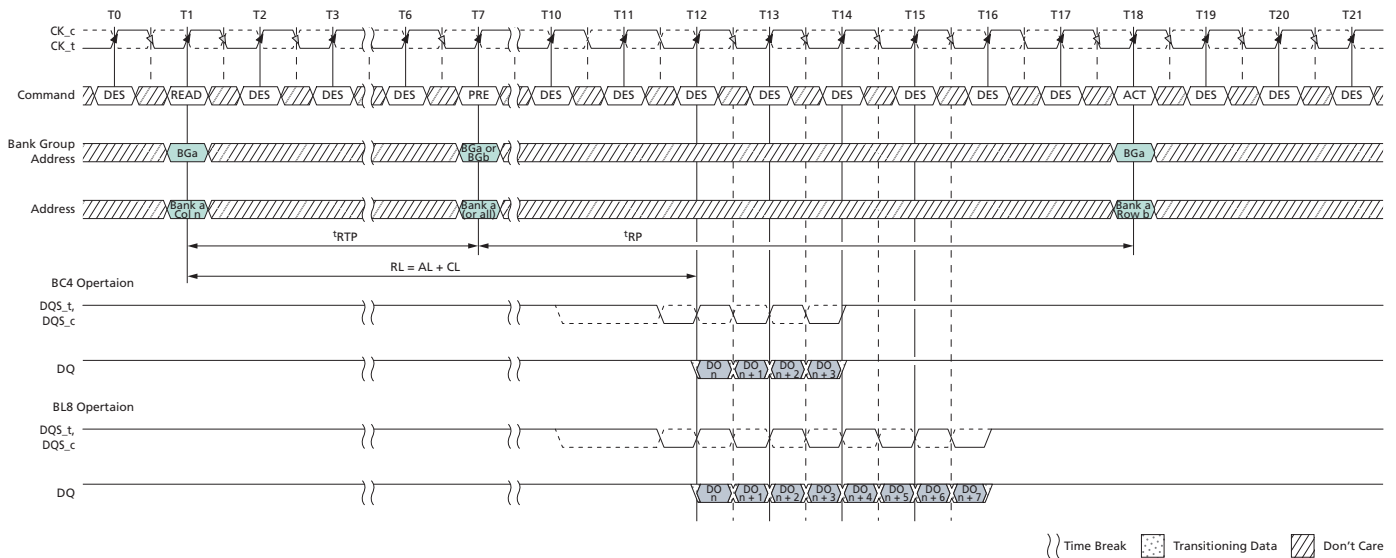 T0 T1 T2 T3 T6 T7 T10 T11 T12 T13 T14 T15 T16 T17 T18 T19 T20 T21
CK_c
CK_t
Command DES READ DES DES DES PRE DES DES DES DES DES DES DES DES ACT DES DES DES
Bank Group
Address BGa BGa or
BGb BGa
Address Bank a
Col n Bank a
(or all) Bank a
Row b
tRTP tRP
RL = AL + CL
BC4 Opertaion
DQS_t,
DQS_c
DQ DO
n DO
n + 1 DO
n + 2 DO
n + 3
BL8 Opertaion
DQS_t,
DQS_c
DQ DO
n DO
n + 1 DO
n + 2 DO
n + 3 DO
n + 4 DO
n + 5 DO
n + 6 DO
n + 7
Time Break Transitioning Data Don't Care